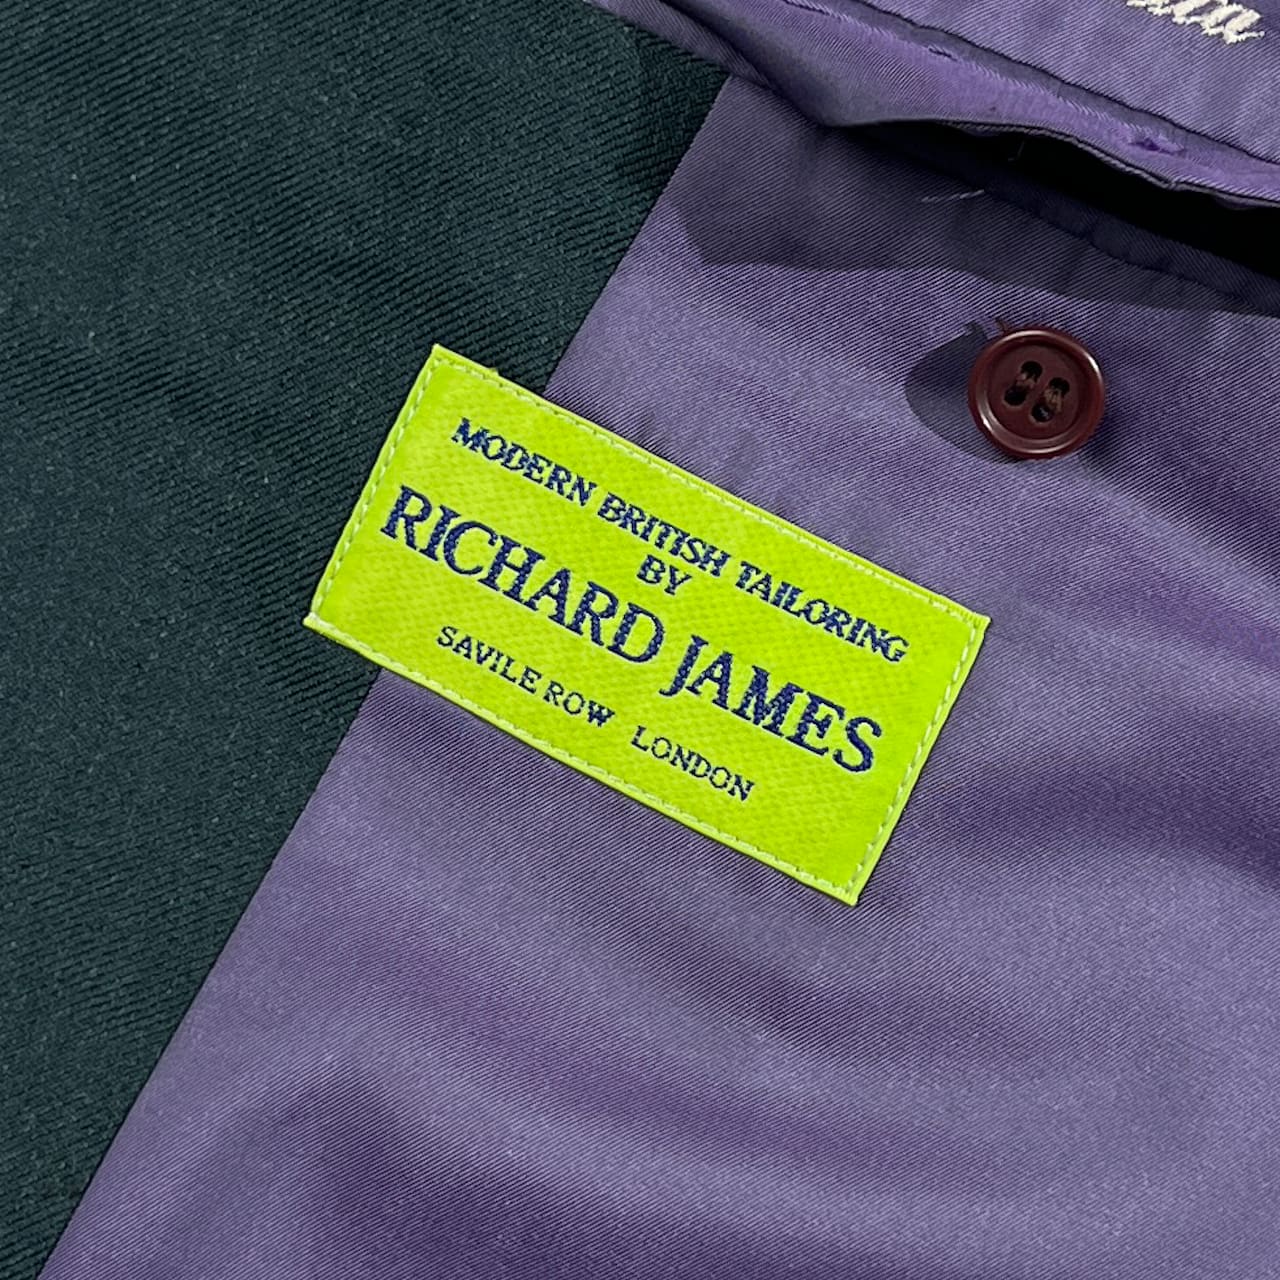 MODERN BRITISH TAILORING
BY
RICHARD JAMES
SAVILE ROW LONDON